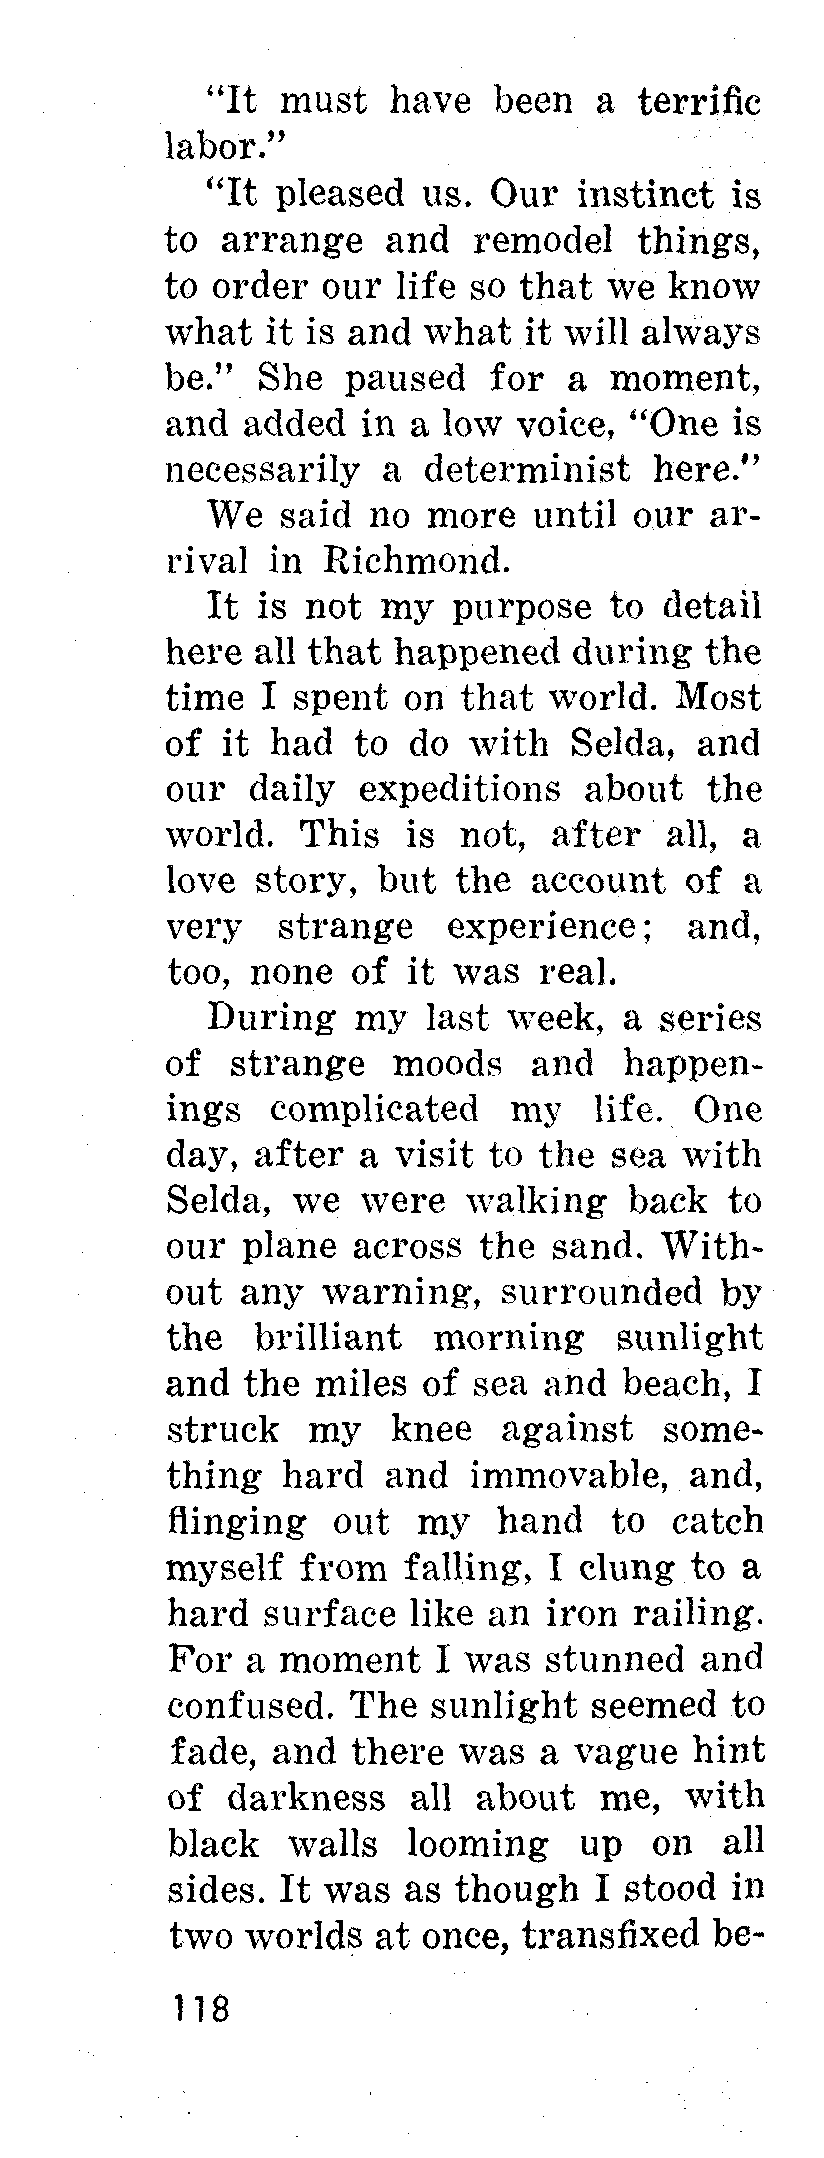 “It must have been a terrific
labor.”
“It pleased us. Our instinct is
to arrange and remodel things,
to order our life so that we know
what it is and what it will always
be.” She paused for a moment,
and added in a low voice, “One is
necessarily a determinist here.”
We said no more until our ar-
rival in Richmond.
It is not my purpose to detail
here all that happened during the
time I spent on that world. Most
of it had to do with Selda, and
our daily expeditions about the
world. This is not, after all, a
love story, but the account of a
very strange experience; and,
too, none of it was real.
During my last week, a series
of strange moods and happen-
ings complicated my life. One
day, after a visit to the sea with
Selda, we were walking back to
our plane across the sand. With-
out any warning, surrounded by
the brilliant morning sunlight
and the miles of sea and beach, I
struck my knee against some-
thing hard and immovable, and,
flinging out my hand to catch
myself from falling, I clung to a
hard surface like an iron railing.
For a moment I was stunned and
confused. The sunlight seemed to
fade, and there was a vague hint
of darkness all about me, with
black walls looming up on all
sides. It was as though I stood in
two worlds at once, transfixed be-
118